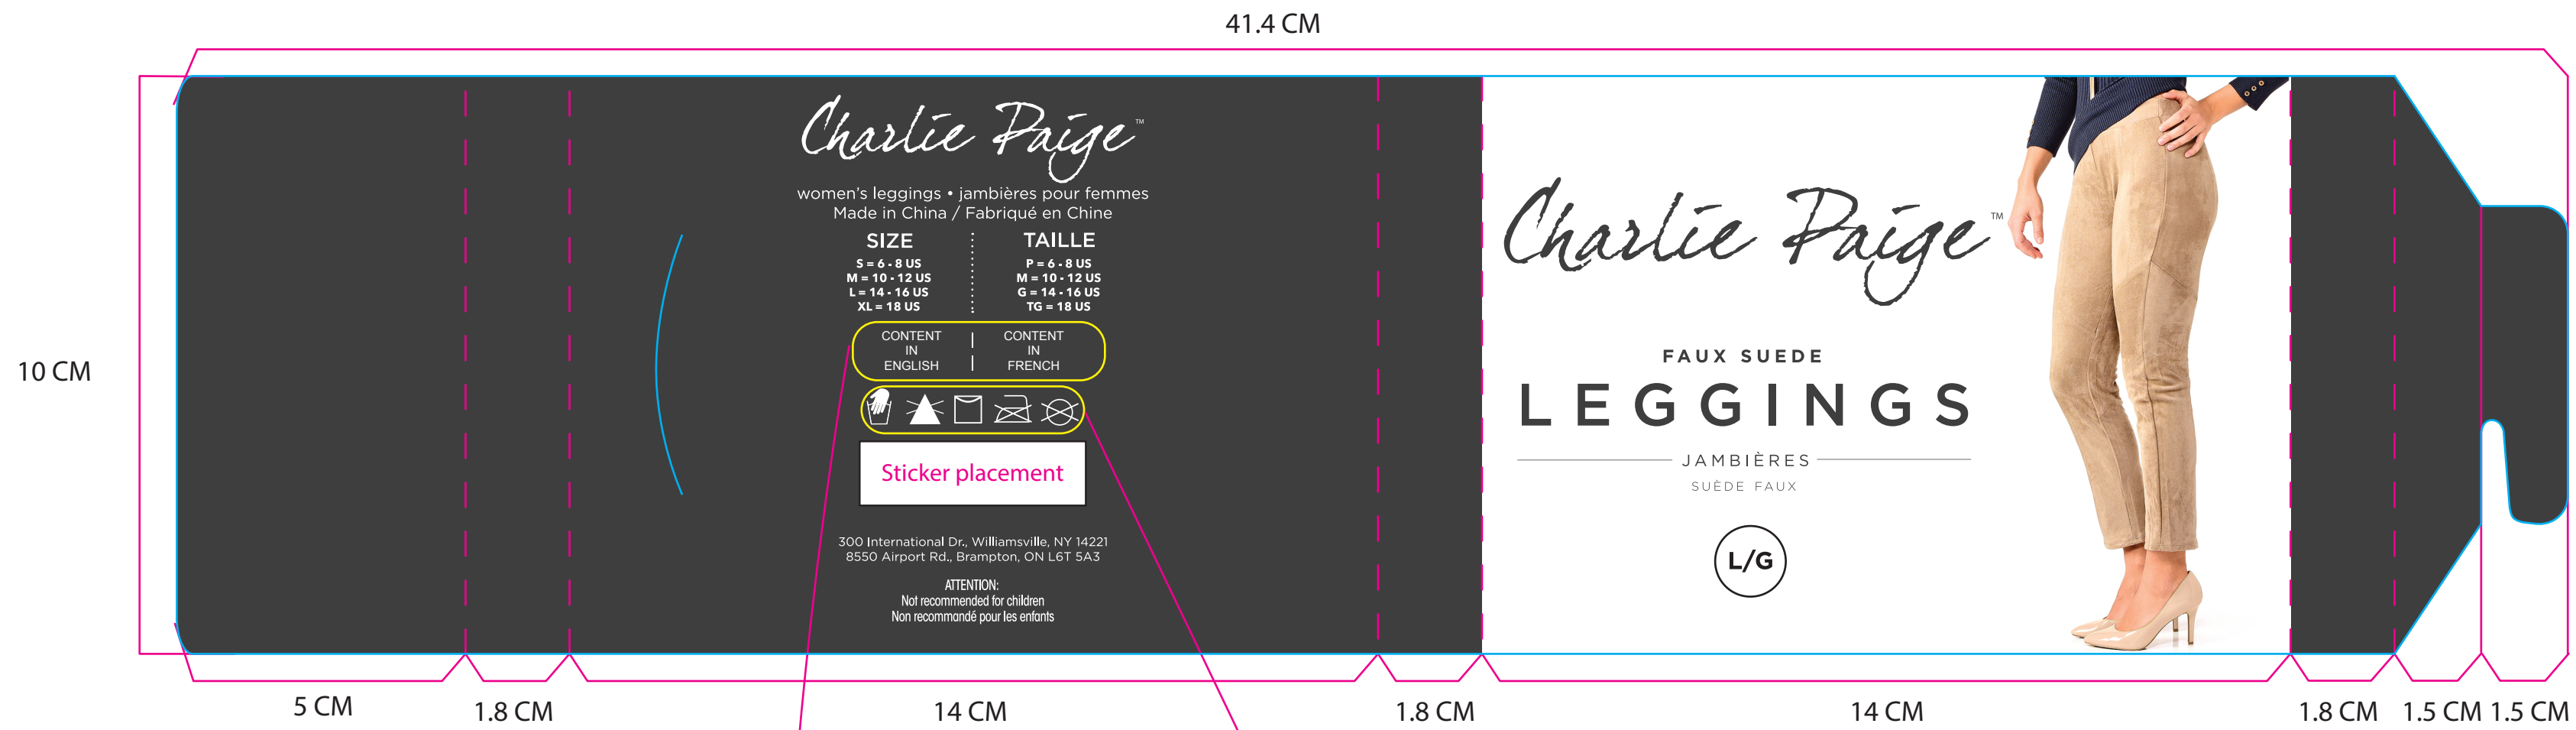 41.4 CM
10 CM
Charlie Paige™
women's leggings • jambières pour femmes
Made in China / Fabriqué en Chine
SIZE
S = 6 - 8 US
M = 10 - 12 US
L = 14 - 16 US
XL = 18 US
TAILLE
P = 6 - 8 US
M = 10 - 12 US
G = 14 - 16 US
TG = 18 US
CONTENT
IN
ENGLISH
CONTENT
IN
FRENCH
Sticker placement
300 International Dr., Williamsville, NY 14221
8550 Airport Rd., Brampton, ON L6T 5A3
ATTENTION:
Not recommended for children
Non recommandé pour les enfants
Charlie Paige™
FAUX SUEDE
LEGGINGS
JAMBIÈRES
SUÈDE FAUX
L/G
5 CM
1.8 CM
14 CM
1.8 CM
14 CM
1.8 CM
1.5 CM
1.5 CM